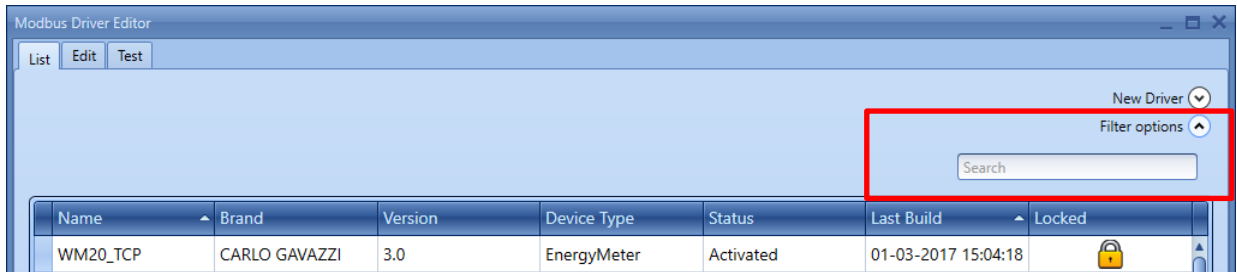 Modbus Driver Editor
List Edit Test
New Driver
Filter options
Search
Name Brand Version Device Type Status Last Build Locked
WM20_TCP CARLO GAVAZZI 3.0 EnergyMeter Activated 01-03-2017 15:04:18